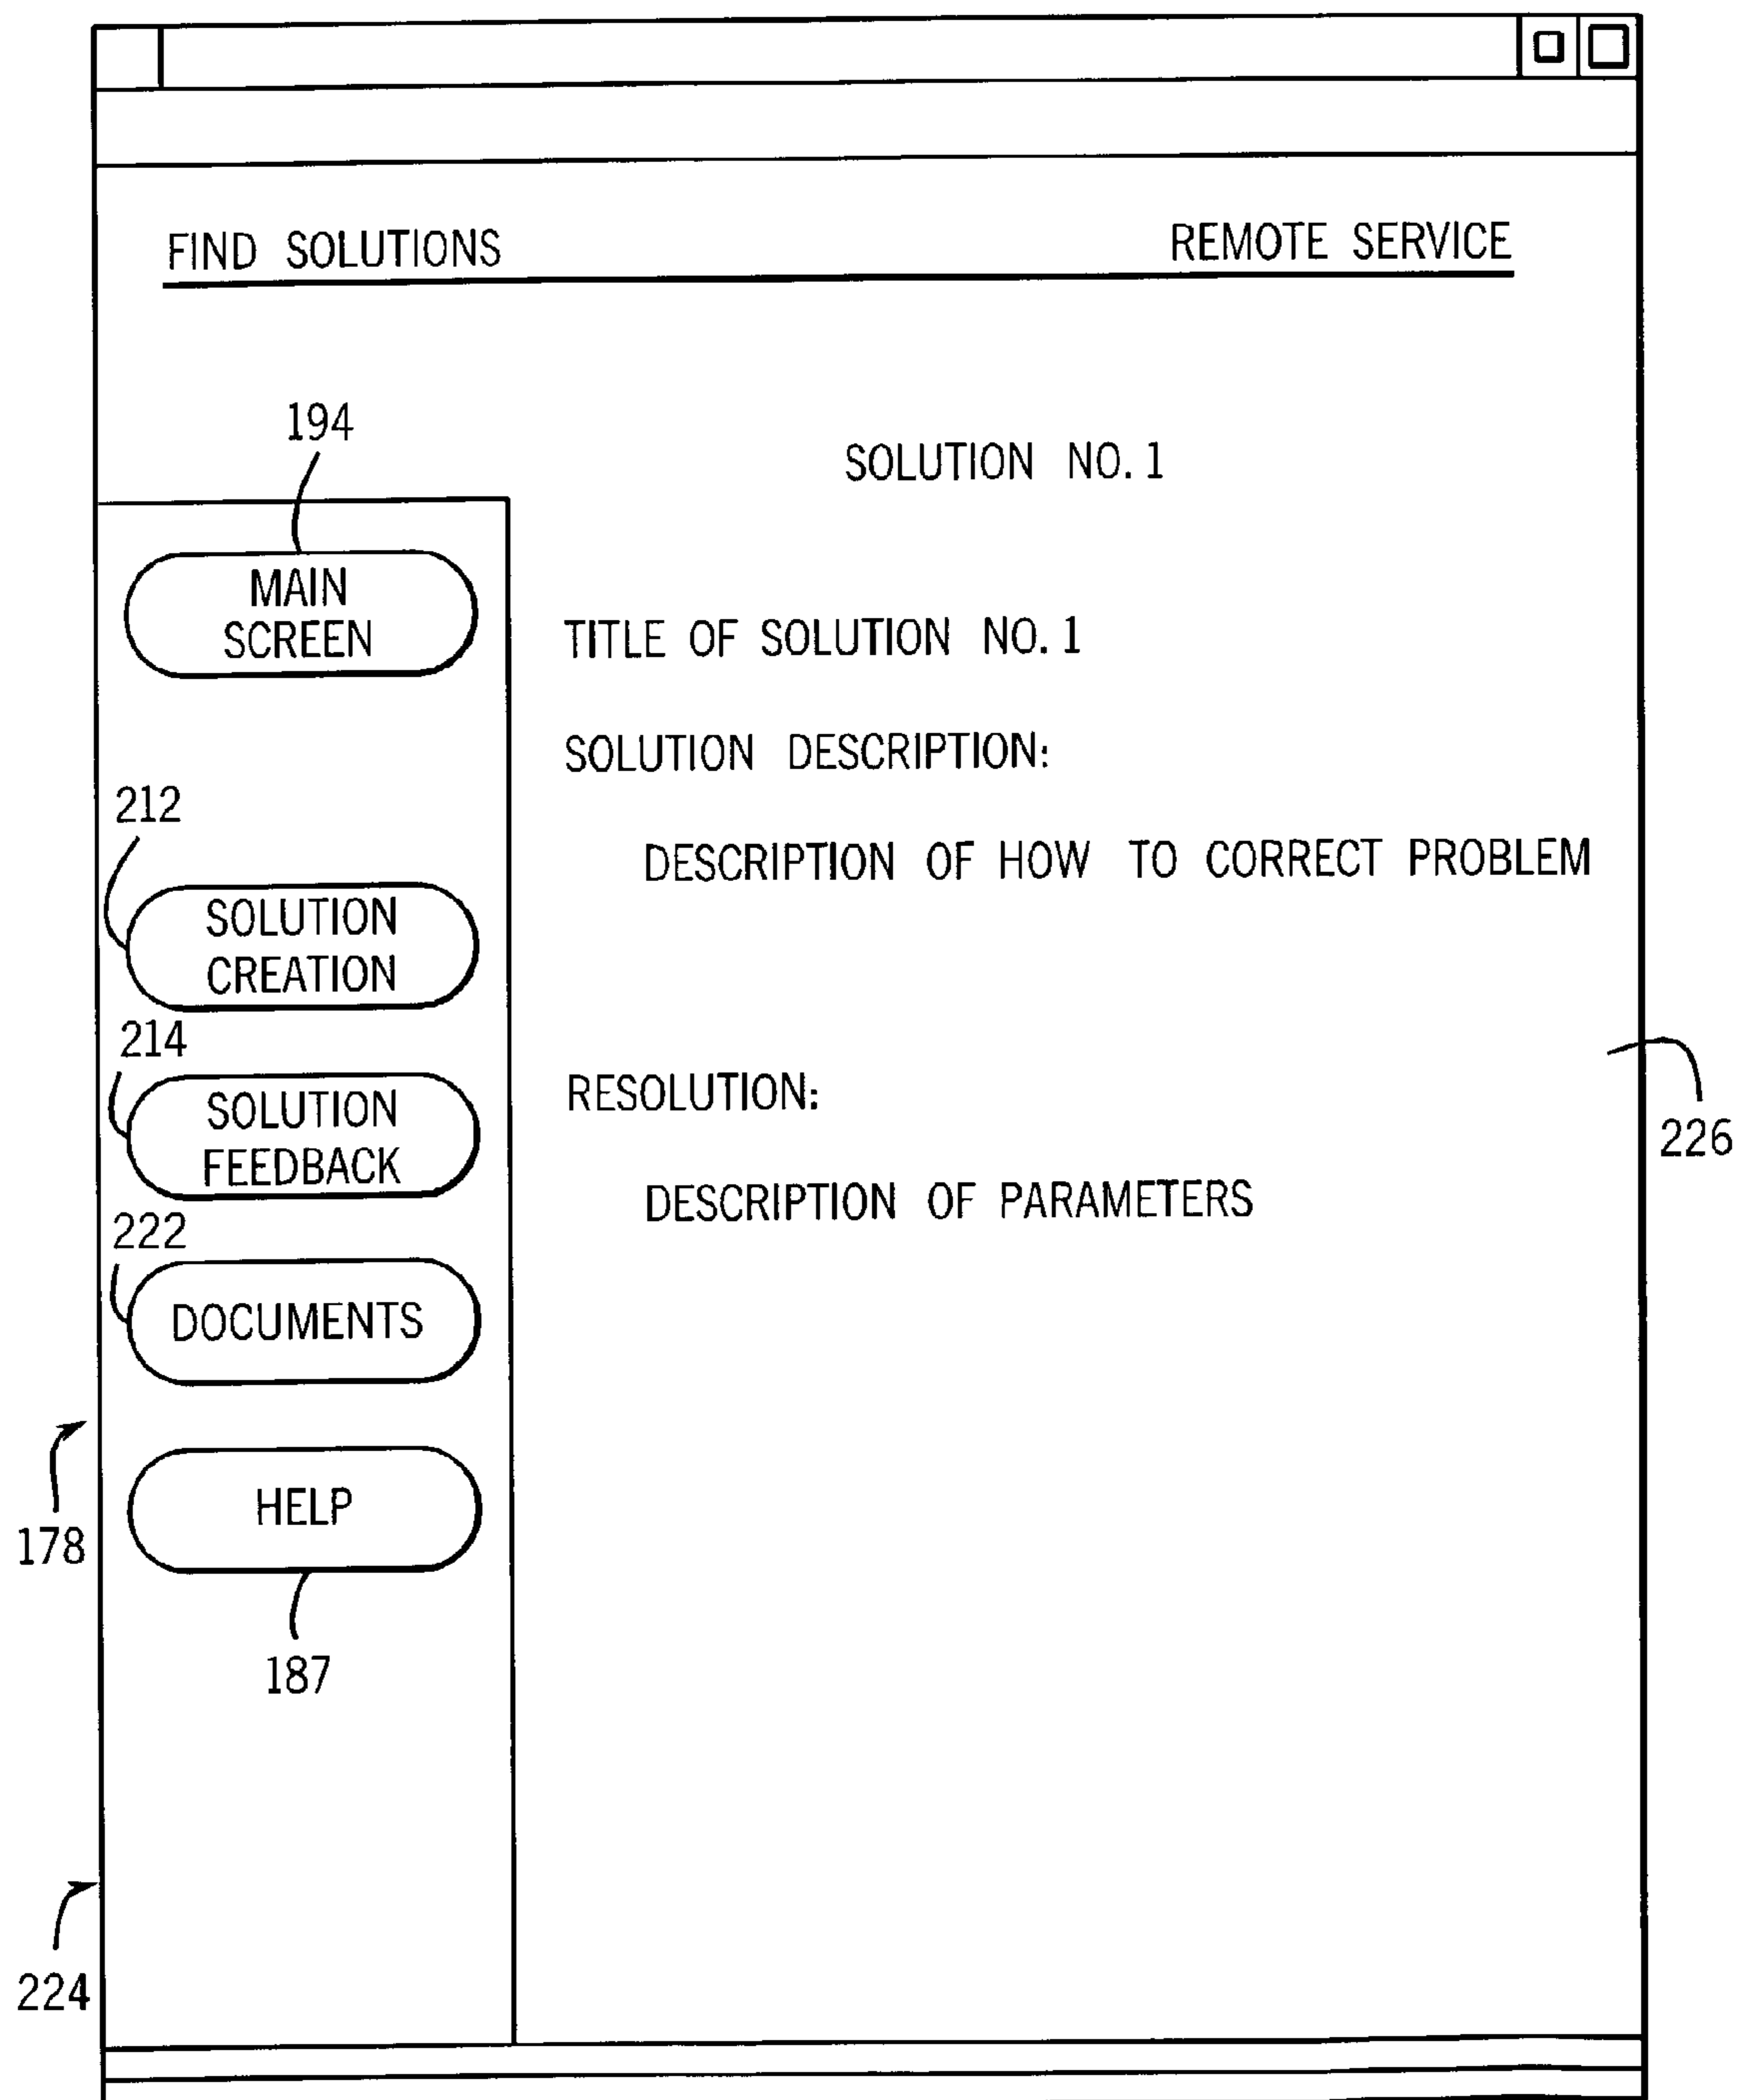 FIND SOLUTIONS REMOTE SERVICE
194
SOLUTION NO. 1
MAIN
SCREEN
TITLE OF SOLUTION NO. 1
SOLUTION DESCRIPTION:
212
DESCRIPTION OF HOW TO CORRECT PROBLEM
SOLUTION
CREATION
214
RESOLUTION:
SOLUTION
FEEDBACK
226
DESCRIPTION OF PARAMETERS
222
DOCUMENTS
HELP
178
187
224